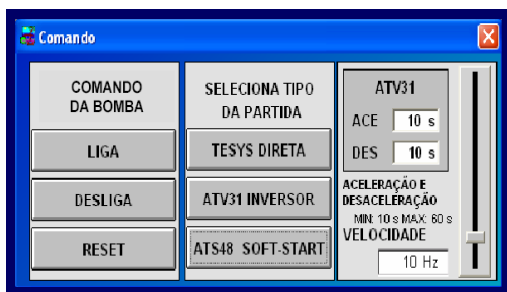 Comando
COMANDO
DA BOMBA
LIGA
DESLIGA
RESET
SELECIONA TIPO
DA PARTIDA
TESYS DIRETA
ATV31 INVERSOR
ATS48 SOFT-START
ATV31
ACE 10 s
DES 10 s
ACELERAÇÃO E
DESACELERAÇÃO
MIN: 10 s MAX: 60 s
VELOCIDADE
10 Hz